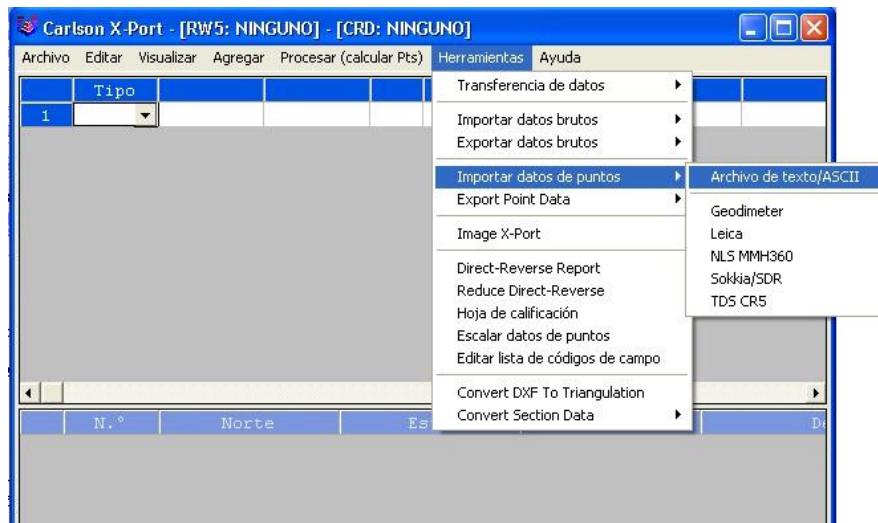 Carlson X-Port - [RW5: NINGUNO] - [CRD: NINGUNO]
Archivo Editar Visualizar Agregar Procesar (calcular Pts) Herramientas Ayuda
Tipo
1
Transferencia de datos
Importar datos brutos
Exportar datos brutos
Importar datos de puntos
Export Point Data
Image X-Port
Direct-Reverse Report
Reduce Direct-Reverse
Hoja de calificación
Escalar datos de puntos
Editar lista de códigos de campo
Convert DXF To Triangulation
Convert Section Data
Archivo de texto/ASCII
Geodimeter
Leica
NLS MMH360
Sokkia/SDR
TDS CR5
N.º Norte Es De